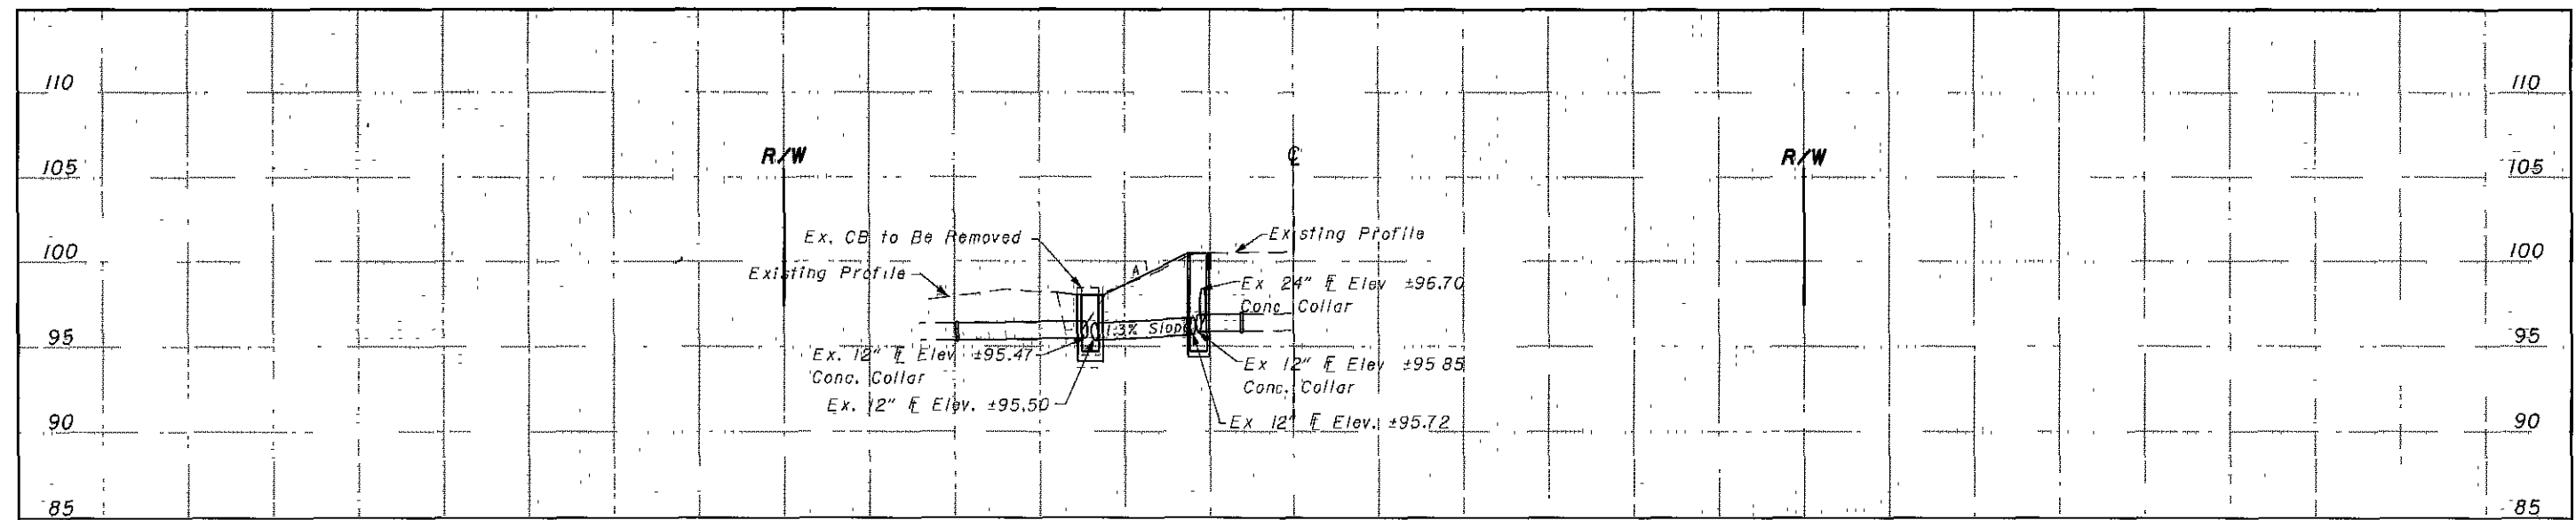 110 110
R/W ℄ R/W
105 105
Ex. CB to Be Removed
Existing Profile
100 100
Existing Profile
A
Ex 24" F̵L Elev ±96.70
Conc Collar
1.3% Slope
95 95
Ex. 12" F̵L Elev ±95.47
Conc. Collar
Ex 12" F̵L Elev ±95 85
Conc. Collar
Ex. 12" F̵L Elev. ±95.50
Ex 12" F̵L Elev. ±95.72
90 90
85 85